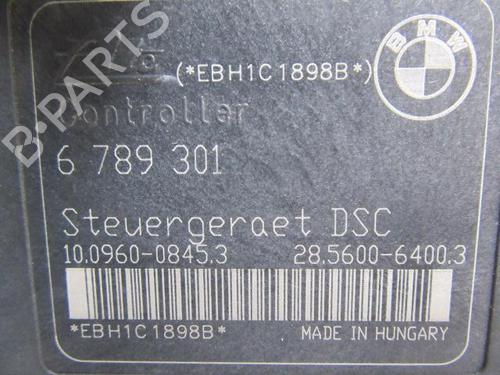 (*EBH1C1898B*)
BMW
Controller
6 789 301
Steuergeraet DSC
10.0960-0845.3 28.5600-6400.3
*EBH1C1898B* MADE IN HUNGARY
B-PARTS